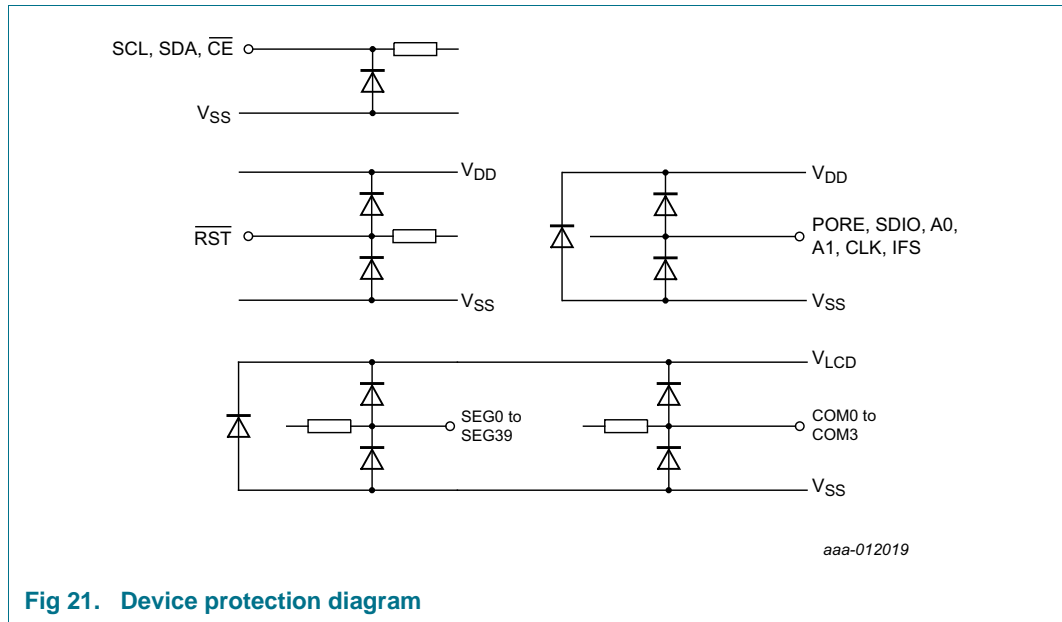 SCL, SDA, CE
VSS
VDD
RST
VSS
VDD
PORE, SDIO, A0,
A1, CLK, IFS
VSS
VLCD
SEG0 to
SEG39
COM0 to
COM3
VSS
aaa-012019
Fig 21. Device protection diagram